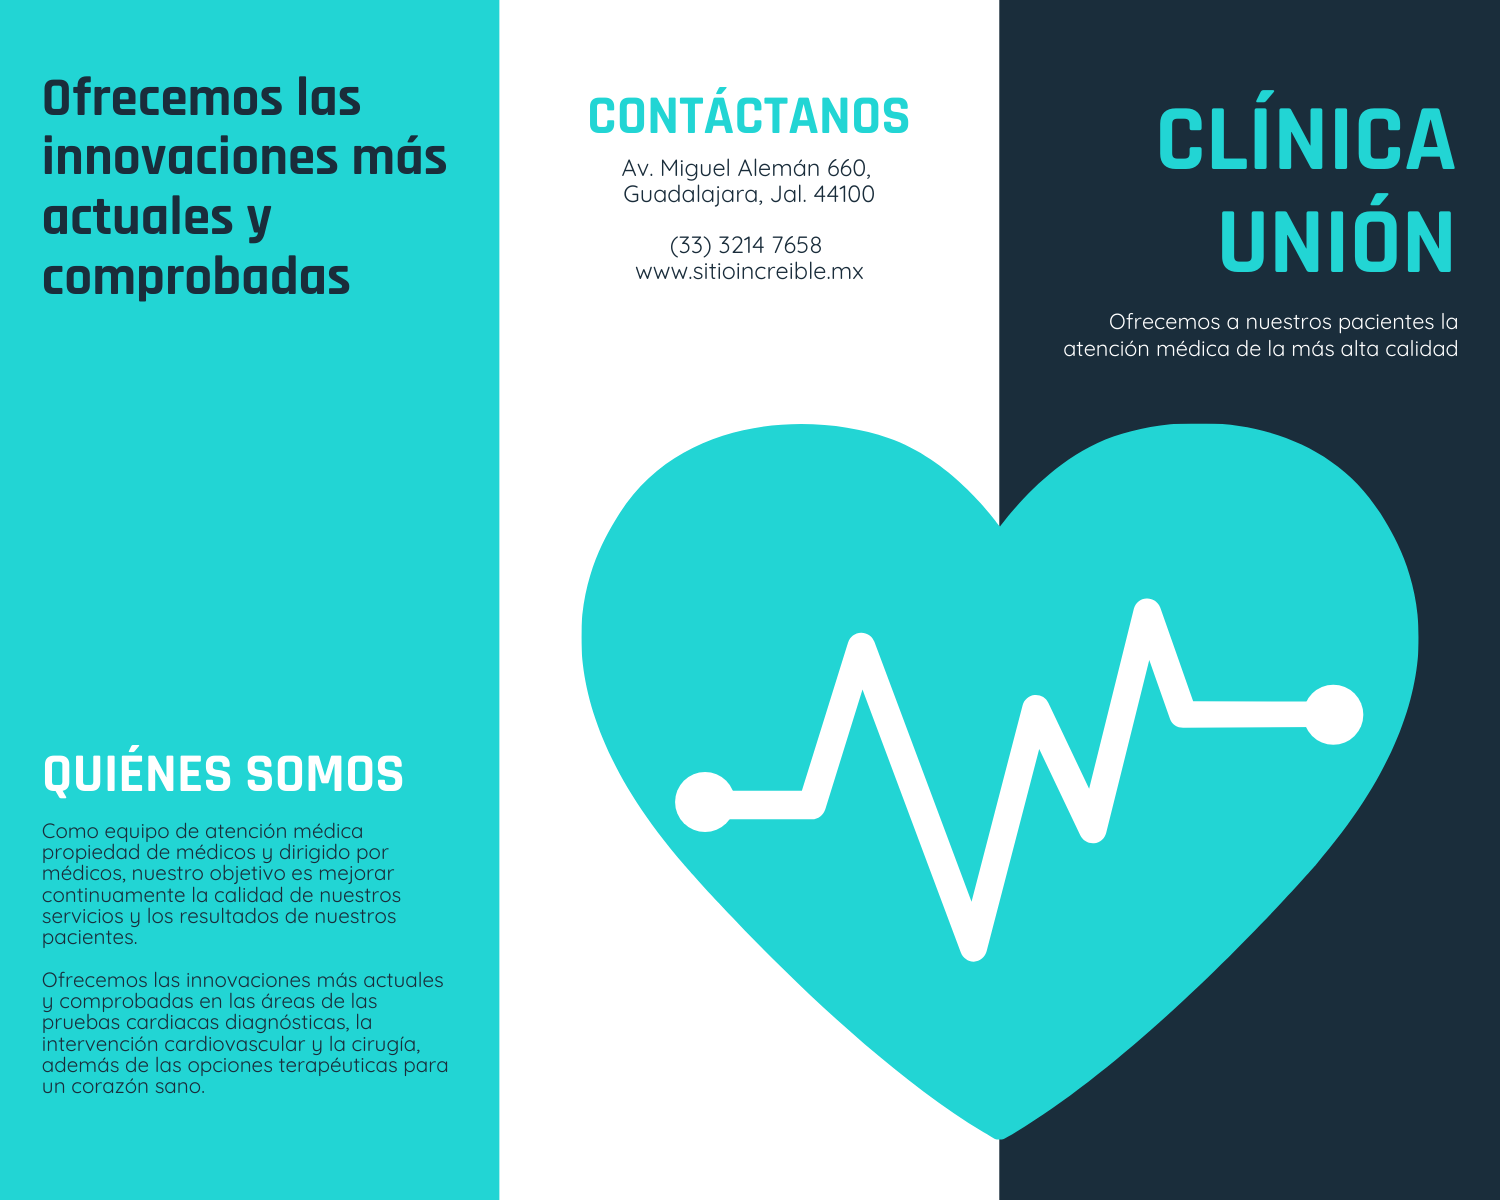 Ofrecemos las
innovaciones más
actuales y
comprobadas
QUIÉNES SOMOS
Como equipo de atención médica
propiedad de médicos y dirigido por
médicos, nuestro objetivo es mejorar
continuamente la calidad de nuestros
servicios y los resultados de nuestros
pacientes.
Ofrecemos las innovaciones más actuales
y comprobadas en las áreas de las
pruebas cardiacas diagnósticas, la
intervención cardiovascular y la cirugía,
además de las opciones terapéuticas para
un corazón sano.
CONTÁCTANOS
Av. Miguel Alemán 660,
Guadalajara, Jal. 44100
(33) 3214 7658
www.sitioincreible.mx
CLÍNICA
UNIÓN
Ofrecemos a nuestros pacientes la
atención médica de la más alta calidad